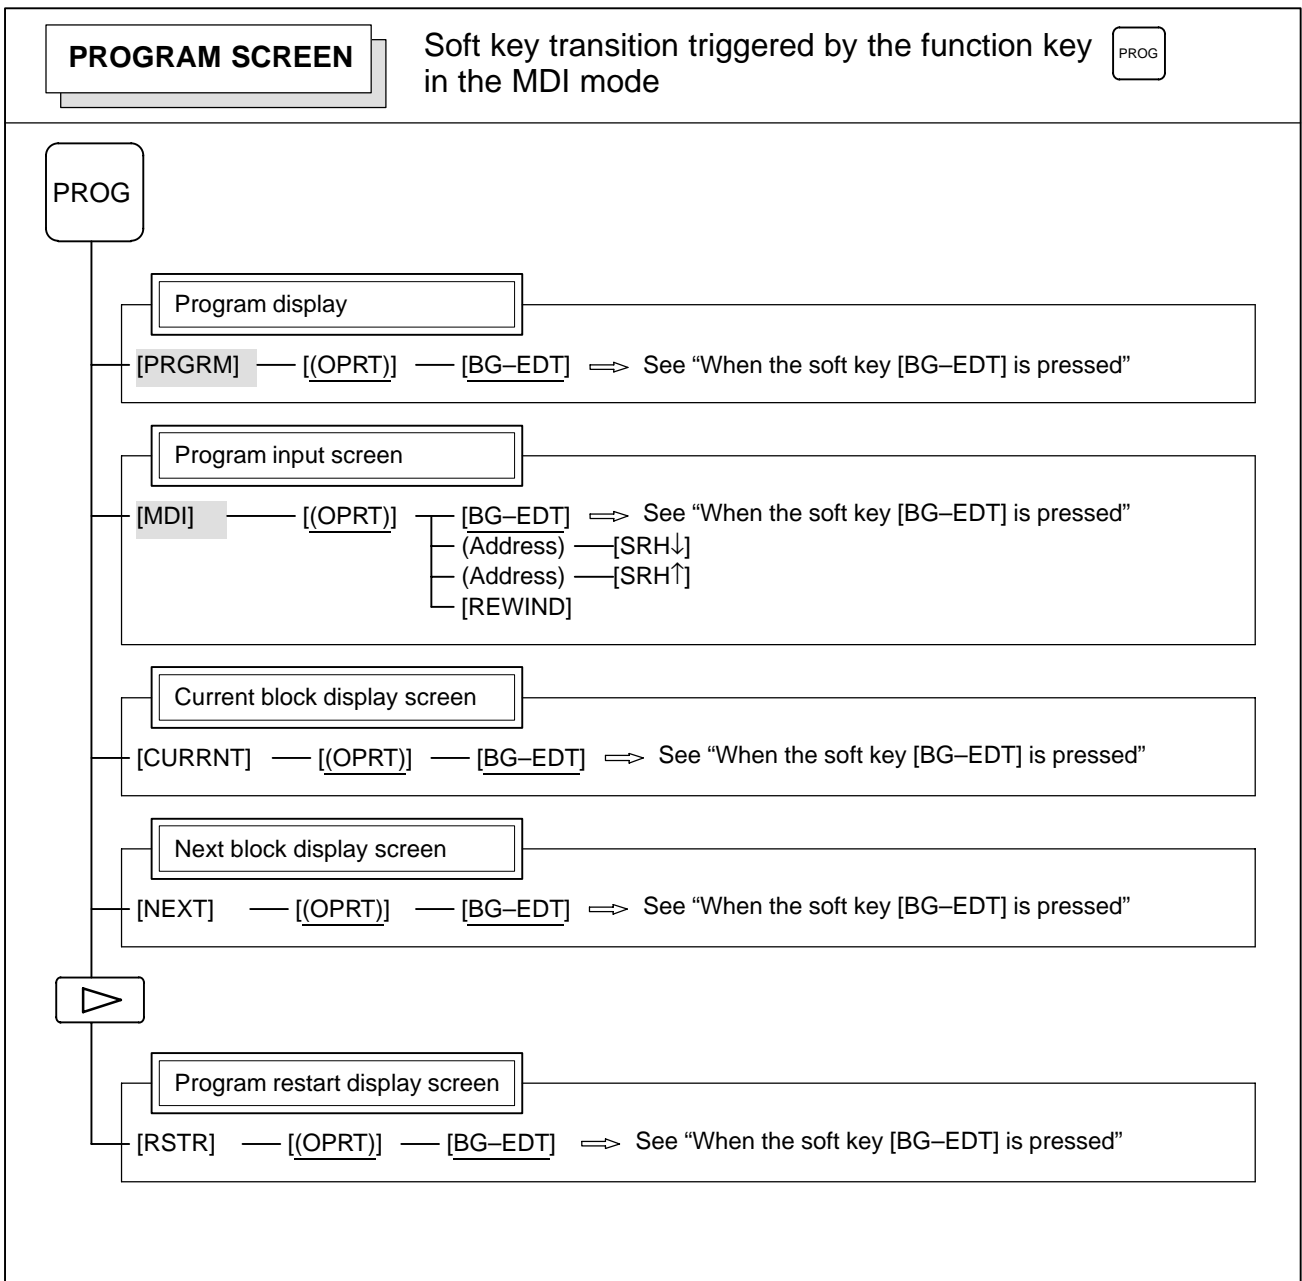 PROGRAM SCREEN
Soft key transition triggered by the function key PROG
in the MDI mode
PROG
Program display
[PRGRM] [(OPRT)] [BG–EDT] See “When the soft key [BG–EDT] is pressed”
Program input screen
[MDI] [(OPRT)] [BG–EDT] See “When the soft key [BG–EDT] is pressed”
(Address) [SRH↓]
(Address) [SRH↑]
[REWIND]
Current block display screen
[CURRNT] [(OPRT)] [BG–EDT] See “When the soft key [BG–EDT] is pressed”
Next block display screen
[NEXT] [(OPRT)] [BG–EDT] See “When the soft key [BG–EDT] is pressed”
Program restart display screen
[RSTR] [(OPRT)] [BG–EDT] See “When the soft key [BG–EDT] is pressed”